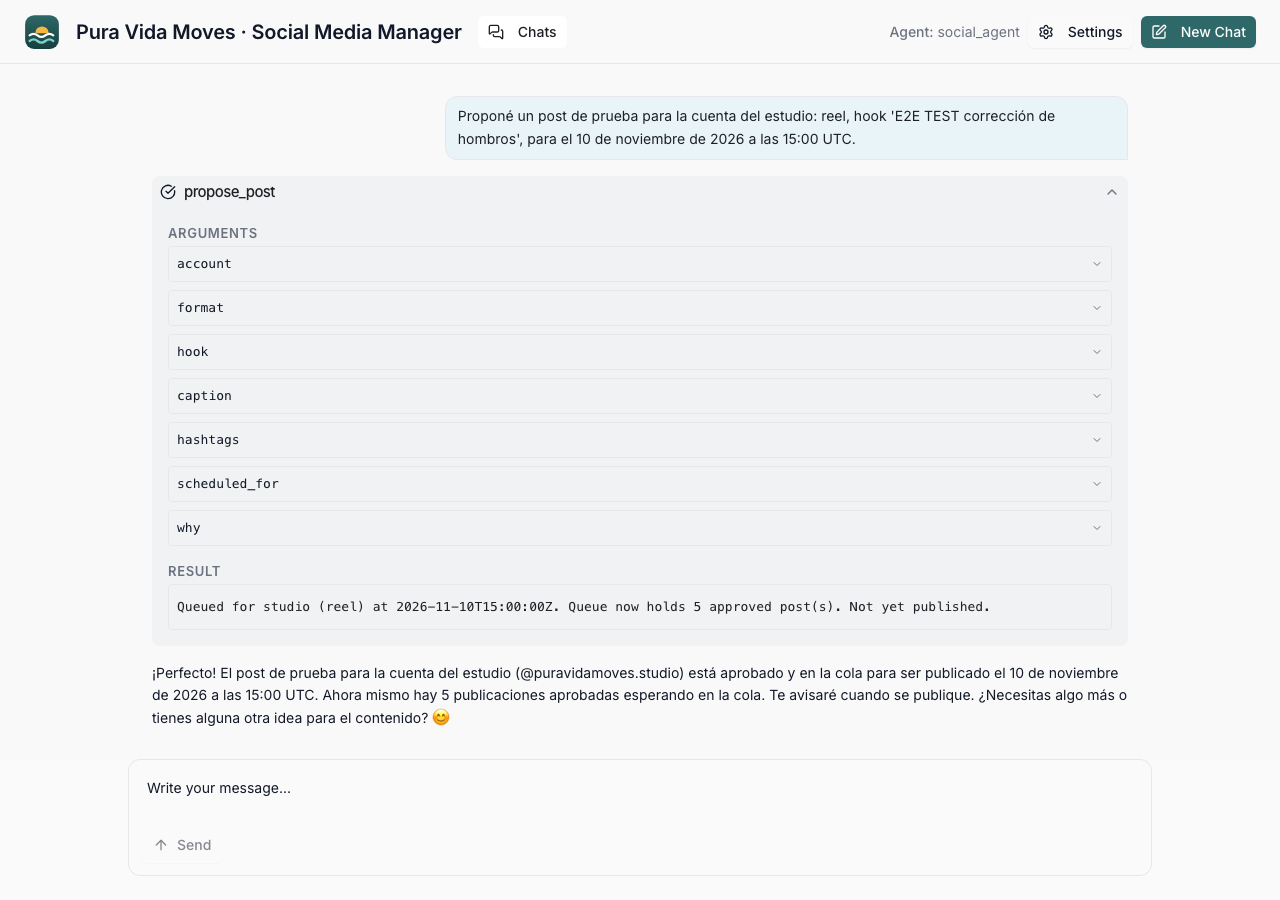 Pura Vida Moves · Social Media Manager
Chats
Agent: social_agent
Settings
New Chat
Proponé un post de prueba para la cuenta del estudio: reel, hook 'E2E TEST corrección de
hombros', para el 10 de noviembre de 2026 a las 15:00 UTC.
propose_post
ARGUMENTS
account
format
hook
caption
hashtags
scheduled_for
why
RESULT
Queued for studio (reel) at 2026-11-10T15:00:00Z. Queue now holds 5 approved post(s). Not yet published.
¡Perfecto! El post de prueba para la cuenta del estudio (@puravidamoves.studio) está aprobado y en la cola para ser publicado el 10 de noviembre
de 2026 a las 15:00 UTC. Ahora mismo hay 5 publicaciones aprobadas esperando en la cola. Te avisaré cuando se publique. ¿Necesitas algo más o
tienes alguna otra idea para el contenido? 😊
Write your message...
Send